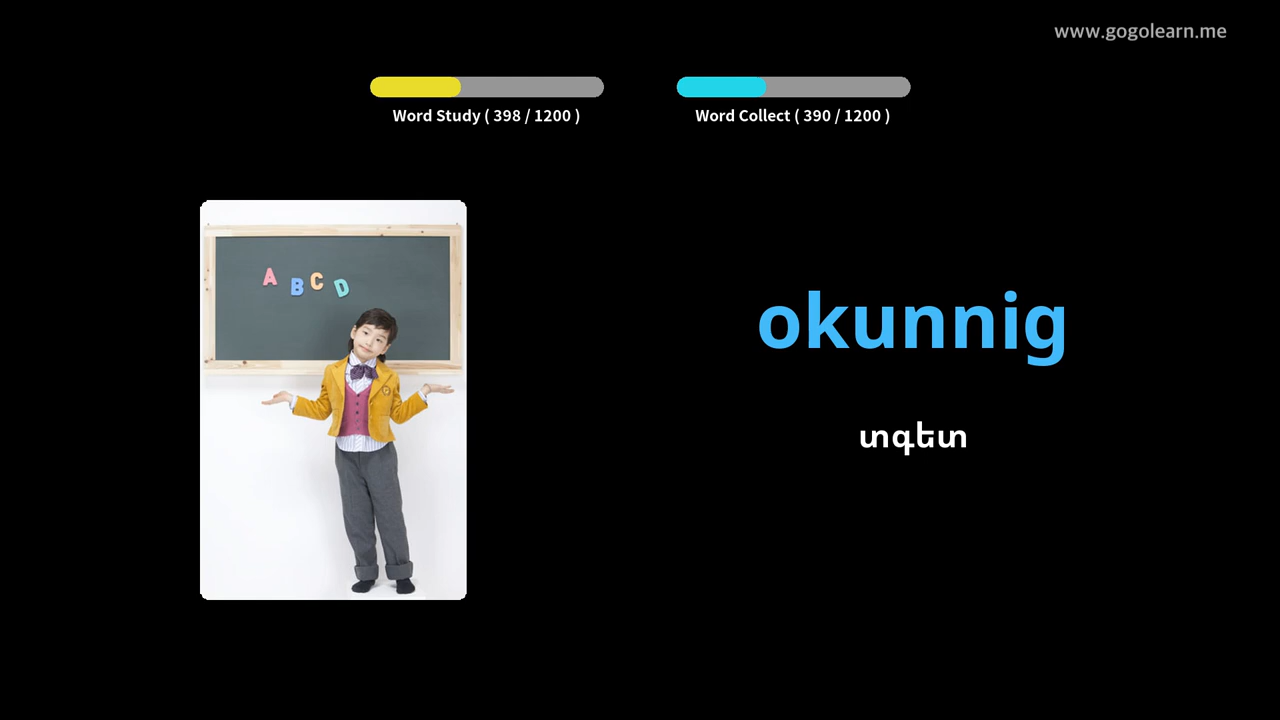 www.gogolearn.me
Word Study ( 398 / 1200 )
Word Collect ( 390 / 1200 )
A B C D
okunnig
տգետ